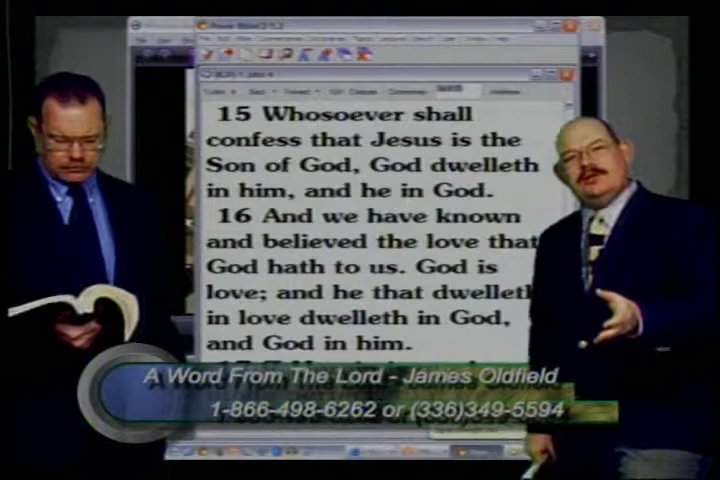 15 Whosoever shall
confess that Jesus is the
Son of God, God dwelleth
in him, and he in God.
16 And we have known
and believed the love that
God hath to us. God is
love; and he that dwelleth
in love dwelleth in God,
and God in him.
A Word From The Lord - James Oldfield
1-866-498-6262 or (336)349-5594